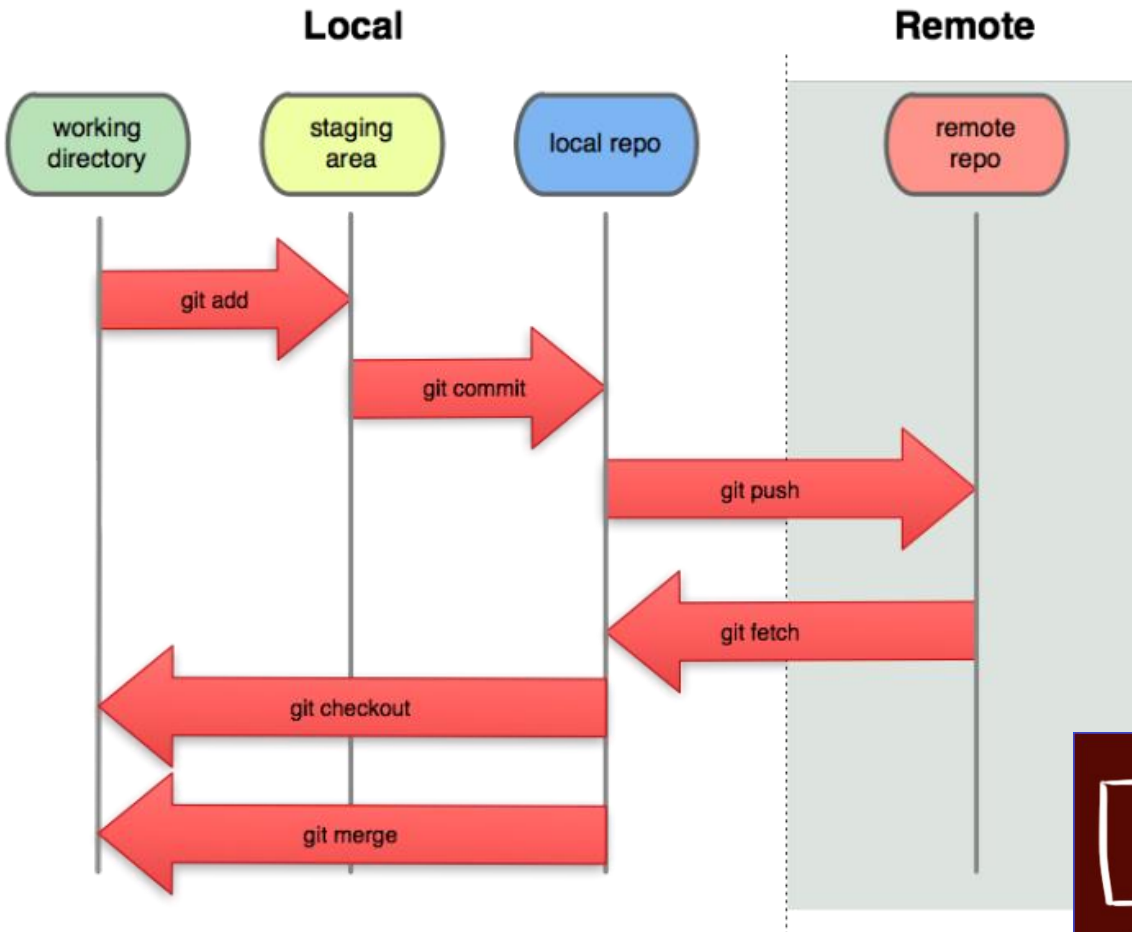 Local
Remote
working
directory
staging
area
local repo
remote
repo
git add
git commit
git push
git fetch
git checkout
git merge